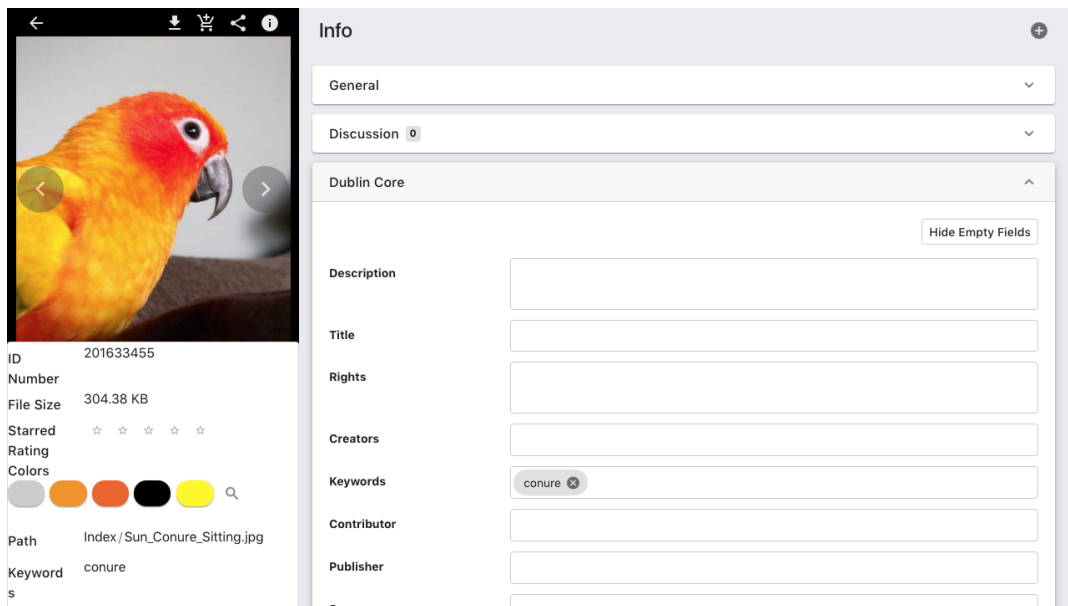 Info
General
Discussion 0
Dublin Core
Hide Empty Fields
Description
Title
Rights
Creators
Keywords
conure
Contributor
Publisher
ID
Number
201633455
File Size
304.38 KB
Starred
Rating
Colors
Path
Index/Sun_Conure_Sitting.jpg
Keyword
s
conure